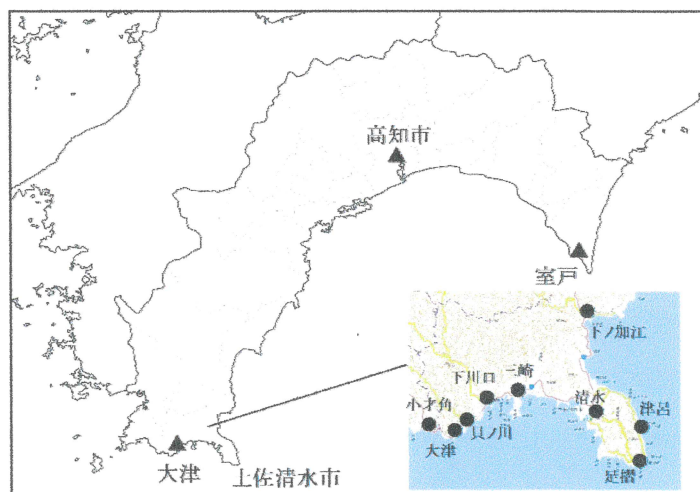 高知市
室戸
大津
土佐清水市
下ノ加江
三崎
下川口
小才角
清水
津呂
貝ノ川
大津
足摺